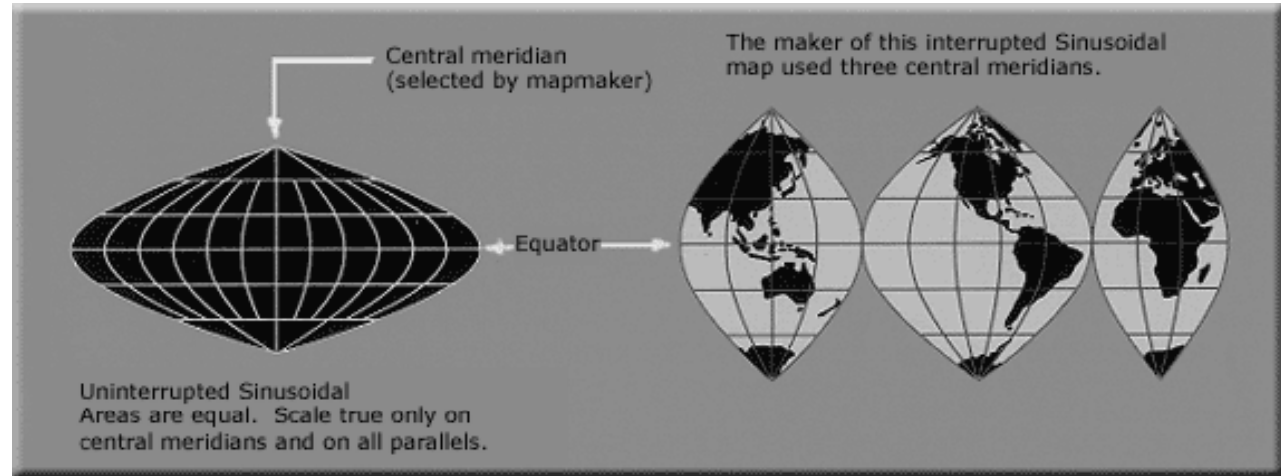 Central meridian
(selected by mapmaker)
The maker of this interrupted Sinusoidal
map used three central meridians.
Equator
Uninterrupted Sinusoidal
Areas are equal. Scale true only on
central meridians and on all parallels.